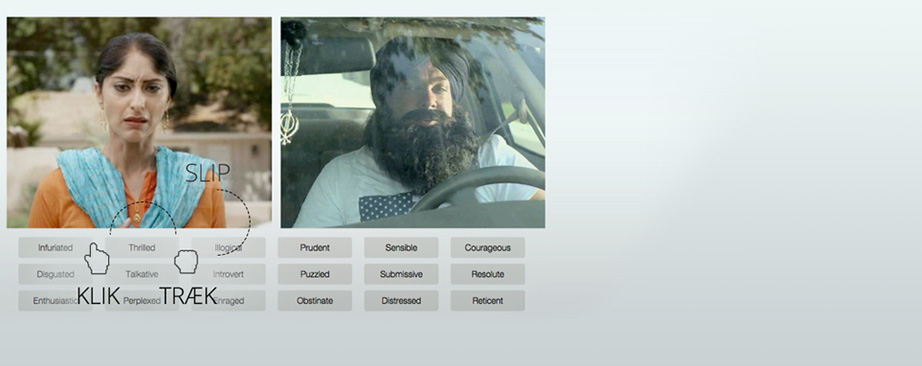 SLIP
Infuriated Thrilled Illogical Prudent Sensible Courageous
Disgusted Talkative Introvert Puzzled Submissive Resolute
Enthusiastic Perplexed Enraged Obstinate Distressed Reticent
KLIK TRÆK